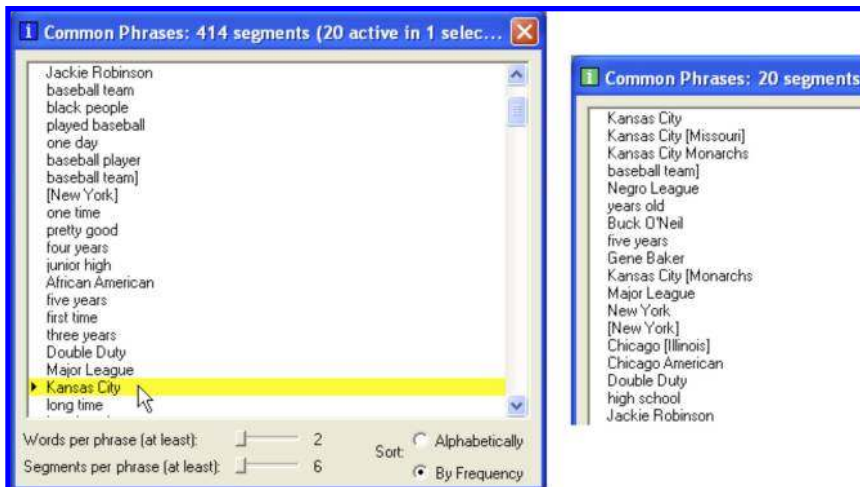 Common Phrases: 414 segments (20 active in 1 selec...
Jackie Robinson
baseball team
black people
played baseball
one day
baseball player
baseball team]
[New York]
one time
pretty good
four years
junior high
African American
five years
first time
three years
Double Duty
Major League
Kansas City
long time
Words per phrase (at least): 2
Segments per phrase (at least): 6
Sort: Alphabetically
By Frequency
Common Phrases: 20 segments
Kansas City
Kansas City [Missouri]
Kansas City Monarchs
baseball team]
Negro League
years old
Buck O'Neil
five years
Gene Baker
Kansas City [Monarchs
Major League
New York
[New York]
Chicago [Illinois]
Chicago American
Double Duty
high school
Jackie Robinson